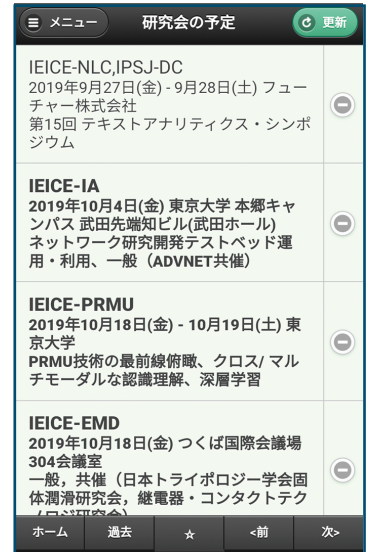 メニュー
研究会の予定
更新
IEICE-NLC,IPSJ-DC
2019年9月27日(金) - 9月28日(土) フュー
チャー株式会社
第15回 テキストアナリティクス・シンポ
ジウム
IEICE-IA
2019年10月4日(金) 東京大学 本郷キャ
ンパス 武田先端知ビル(武田ホール)
ネットワーク研究開発テストベッド運
用・利用、一般（ADVNET共催）
IEICE-PRMU
2019年10月18日(金) - 10月19日(土) 東
京大学
PRMU技術の最前線俯瞰、クロス/ マル
チモーダルな認識理解、深層学習
IEICE-EMD
2019年10月18日(金) つくば国際会議場
304会議室
一般，共催（日本トライボロジー学会固
体潤滑研究会，継電器・コンタクトテク
ノロジ研究会）
ホーム
過去
☆
<前
次>